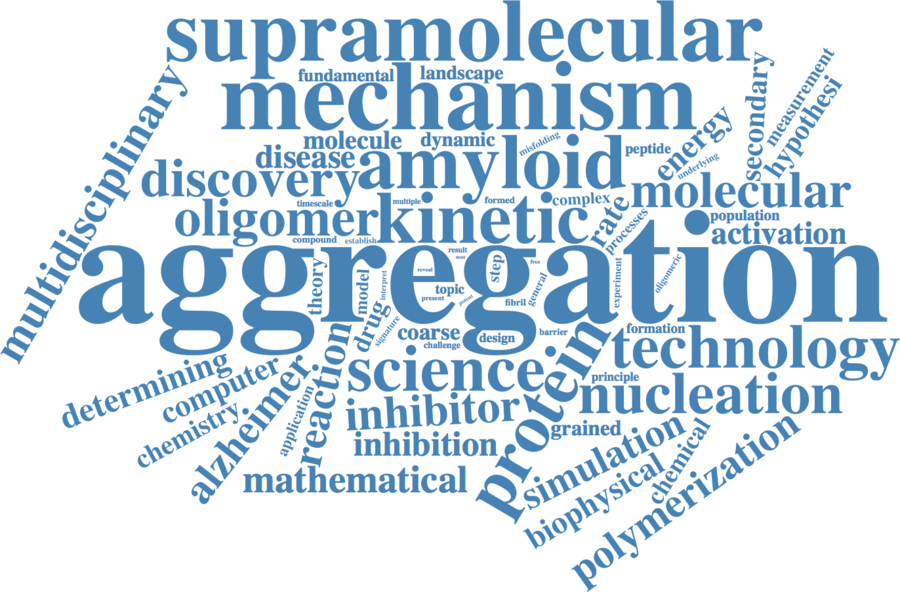 supramolecular
fundamental
landscape
mechanism
multidisciplinary
secondary
measurement
hypothesi
molecule
dynamic
misfolding
energy
disease
amyloid
peptide
underlying
discovery
molecular
timescale
multiple
formed
complex
oligomer
kinetic
rate
processes
population
activation
compound
establish
aggregation
result
most
step
free
reveal
theory
model
interpret
topic
present
potent
fibril
general
experiment
oligomeric
drug
signature
coarse
challenge
design
barrier
formation
technology
determining
computer
chemistry
alzheimer
reaction
application
science
protein
principle
nucleation
inhibitor
grained
inhibition
simulation
chemical
mathematical
biophysical
polymerization